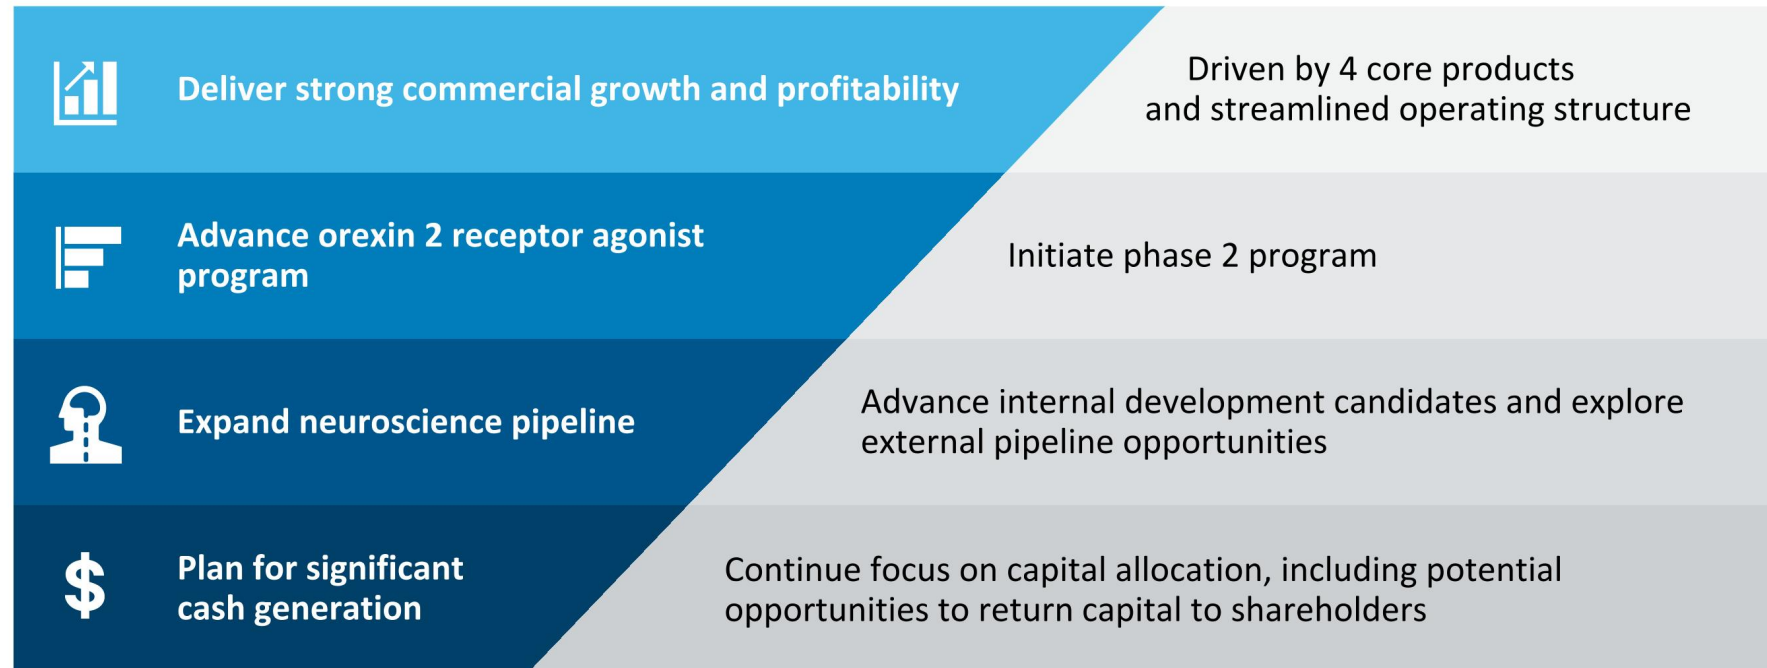 Deliver strong commercial growth and profitability
Driven by 4 core products
and streamlined operating structure
Advance orexin 2 receptor agonist
program
Initiate phase 2 program
Expand neuroscience pipeline
Advance internal development candidates and explore
external pipeline opportunities
$
Plan for significant
cash generation
Continue focus on capital allocation, including potential
opportunities to return capital to shareholders